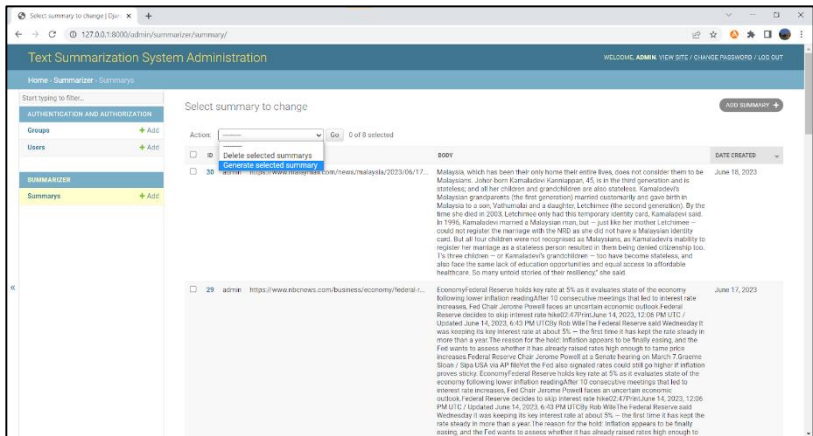 Select summary to change | Djan
127.0.0.1:8000/admin/summarizer/summary/
Text Summarization System Administration
WELCOME, ADMIN. VIEW SITE / CHANGE PASSWORD / LOG OUT
Home › Summarizer › Summarys
Start typing to filter...
AUTHENTICATION AND AUTHORIZATION
Groups + Add
Users + Add
SUMMARIZER
Summarys + Add
Select summary to change
ADD SUMMARY +
Action: --------- Go 0 of 8 selected
---------
Delete selected summarys
Generate selected summary
ID BODY DATE CREATED
30 admin https://www.malaymail.com/news/malaysia/2023/06/17... June 18, 2023
Malaysia, which has been their only home their entire lives, does not consider them to be
Malaysians. Johor-born Kamaladevi Kanniappan, 45, is in the third generation and is
stateless; and all her children and grandchildren are also stateless. Kamaladevi's
Malaysian grandparents (the first generation) married customarily and gave birth in
Malaysia to a son, Vathumalai and a daughter, Letchimee (the second generation). By the
time she died in 2003, Letchimee only had this temporary identity card, Kamaladevi said.
In 1996, Kamaladevi married a Malaysian man, but — just like her mother Letchimee —
could not register the marriage with the NRD as she did not have a Malaysian identity
card. But all four children were not recognised as Malaysians, as Kamaladevi's inability to
register her marriage as a stateless person resulted in them being denied citizenship too.
T's three children — or Kamaladevi's grandchildren — too have become stateless, and
also face the same lack of education opportunities and equal access to affordable
healthcare. So many untold stories of their resiliency," she said.
29 admin https://www.nbcnews.com/business/economy/federal-r... June 17, 2023
EconomyFederal Reserve holds key rate at 5% as it evaluates state of the economy
following lower inflation readingAfter 10 consecutive meetings that led to interest rate
increases, Fed Chair Jerome Powell faces an uncertain economic outlook.Federal
Reserve decides to skip interest rate hike02:47PrintJune 14, 2023, 12:06 PM UTC /
Updated June 14, 2023, 6:43 PM UTCBy Rob WileThe Federal Reserve said Wednesday it
was keeping its key interest rate at about 5% — the first time it has kept the rate steady in
more than a year.The reason for the hold: Inflation appears to be finally easing, and the
Fed wants to assess whether it has already raised rates high enough to tame price
increases.Federal Reserve Chair Jerome Powell at a Senate hearing on March 7.Graeme
Sloan / Sipa USA via AP fileYet the Fed also signaled rates could still go higher if inflation
proves sticky. EconomyFederal Reserve holds key rate at 5% as it evaluates state of the
economy following lower inflation readingAfter 10 consecutive meetings that led to
interest rate increases, Fed Chair Jerome Powell faces an uncertain economic
outlook.Federal Reserve decides to skip interest rate hike02:47PrintJune 14, 2023, 12:06
PM UTC / Updated June 14, 2023, 6:43 PM UTCBy Rob WileThe Federal Reserve said
Wednesday it was keeping its key interest rate at about 5% — the first time it has kept the
rate steady in more than a year.The reason for the hold: Inflation appears to be finally
easing, and the Fed wants to assess whether it has already raised rates high enough to